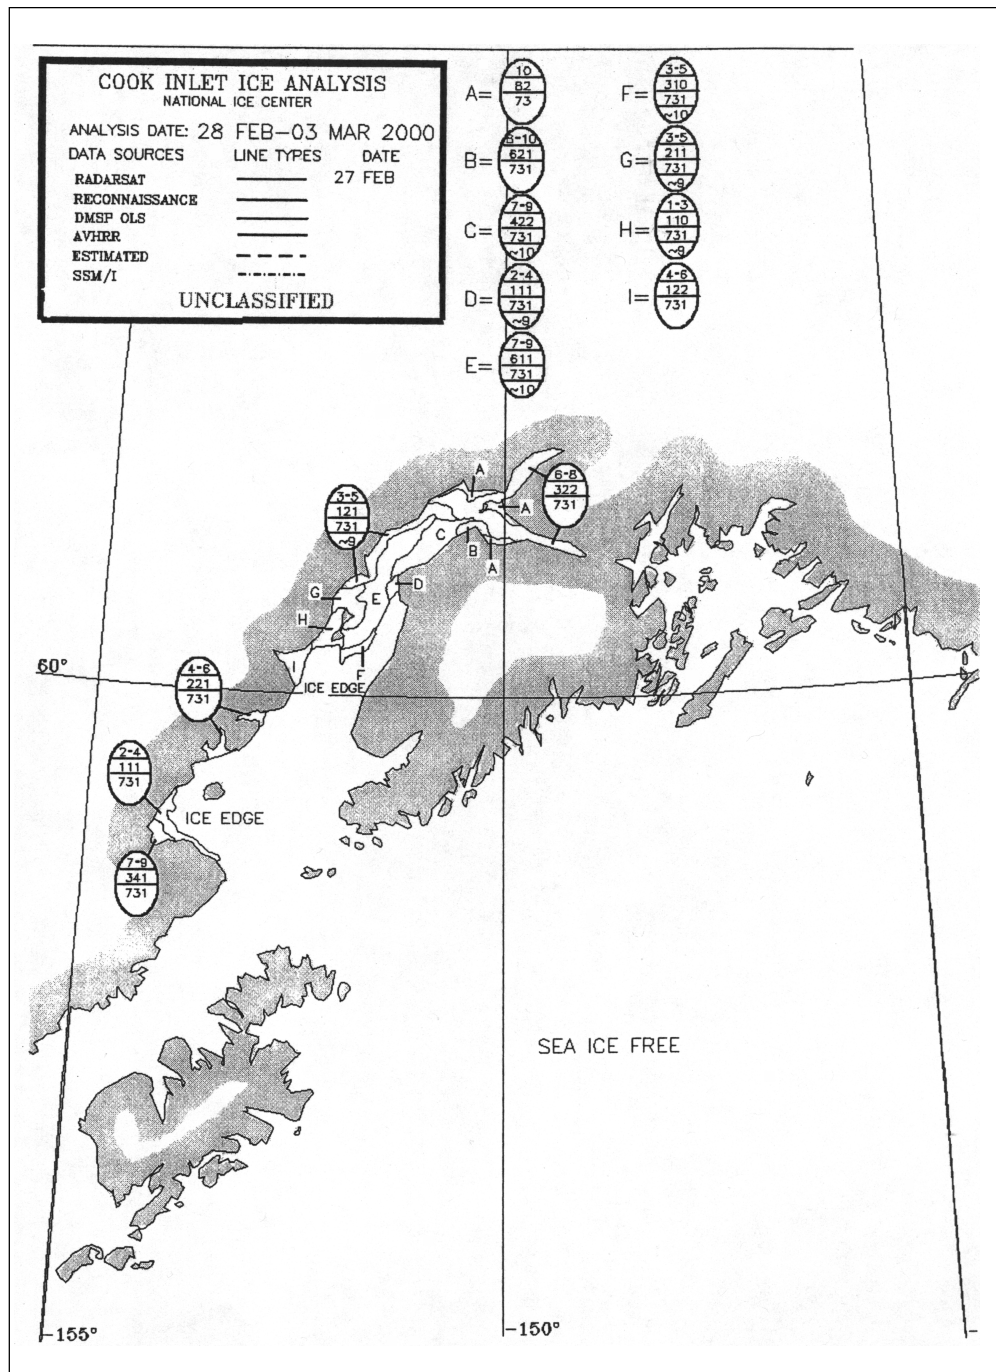 COOK INLET ICE ANALYSIS
NATIONAL ICE CENTER
ANALYSIS DATE: 28 FEB-03 MAR 2000
DATA SOURCES LINE TYPES DATE
RADARSAT 27 FEB
RECONNAISSANCE
DMSP OLS
AVHRR
ESTIMATED
SSM/I
UNCLASSIFIED
A=
10
82
73
B=
8-10
621
731
C=
7-9
422
731
~10
D=
2-4
111
731
~9
E=
7-9
611
731
~10
F=
3-5
310
731
~10
G=
3-5
211
731
~9
H=
1-3
110
731
~9
I=
4-6
122
731
A
6-8
322
731
3-5
121
731
~9
A
C
B
A
D
G
E
H
60°
4-6
221
731
I
F
ICE EDGE
2-4
111
731
ICE EDGE
7-9
341
731
SEA ICE FREE
-155°
-150°